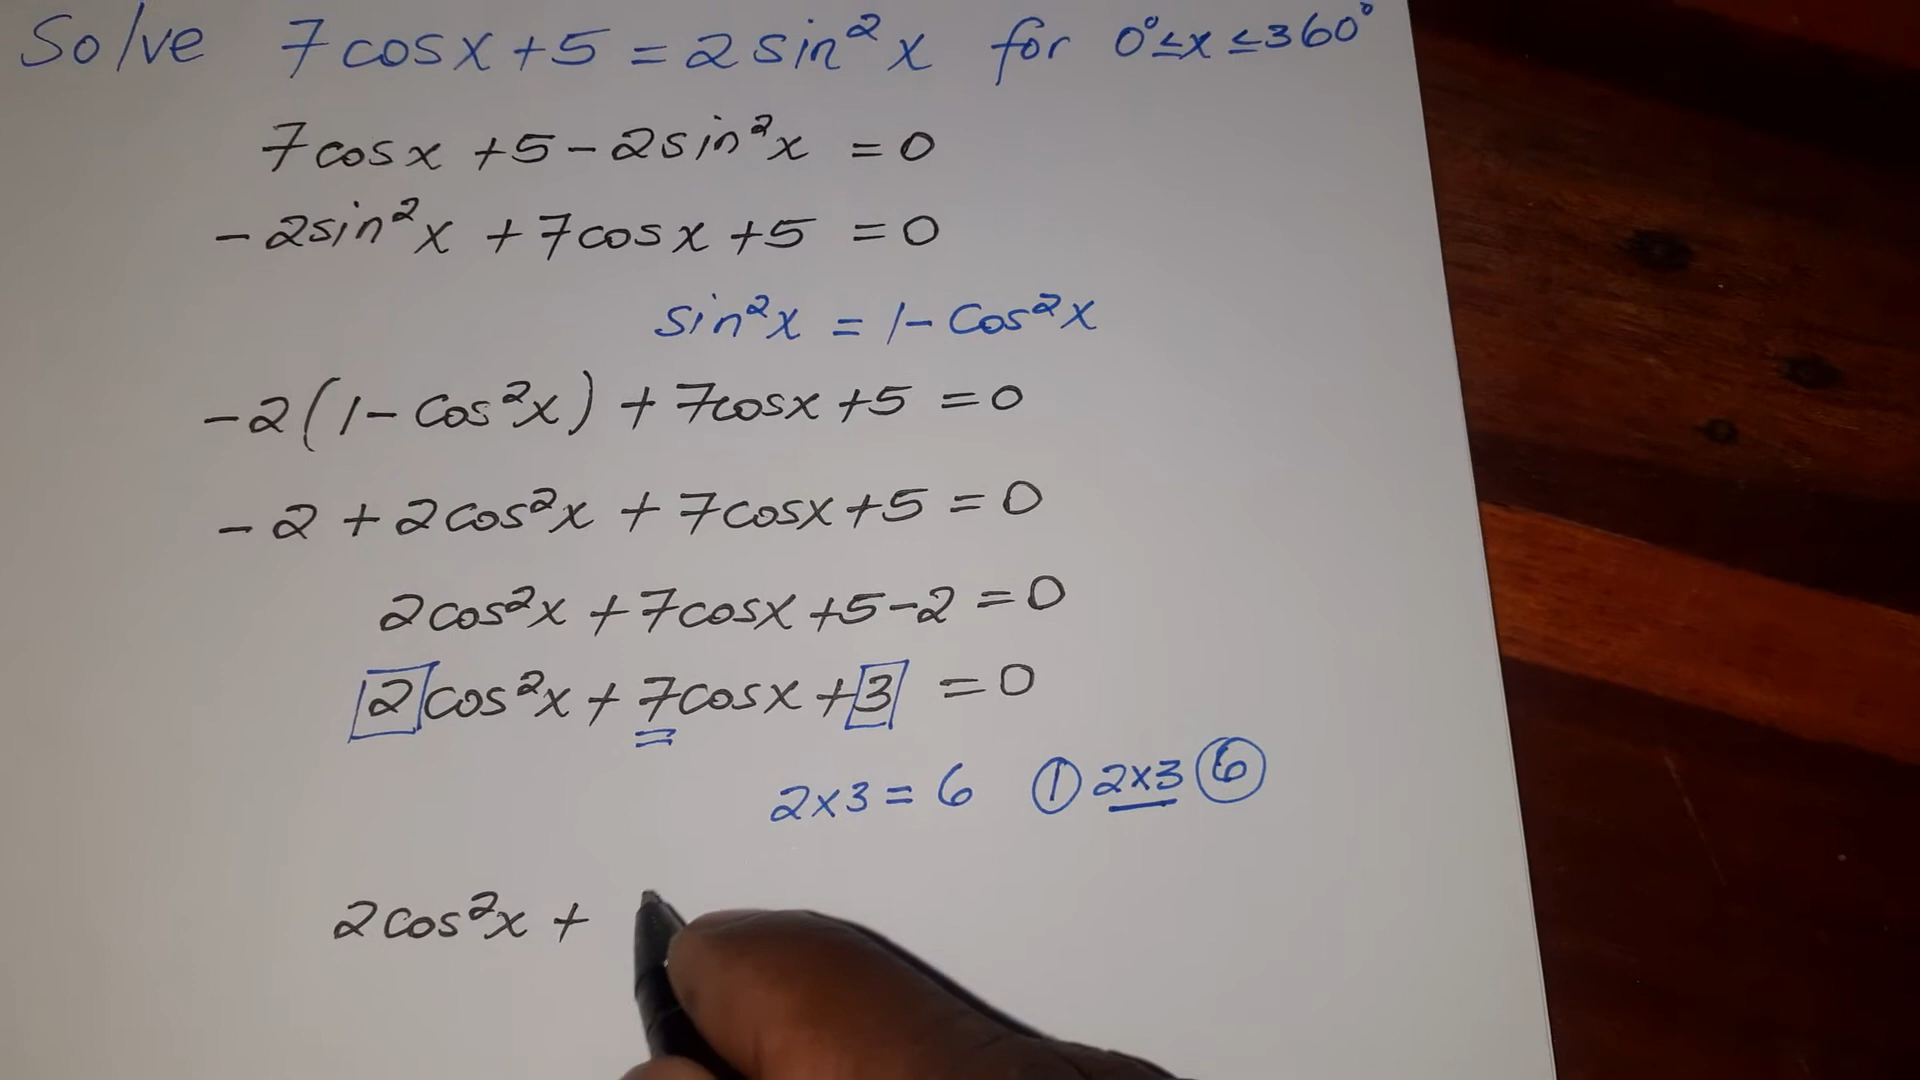 Solve 7cosx+5=2sin²x for 0°≤x≤360°
7cosx+5-2sin²x=0
-2sin²x+7cosx+5=0
sin²x=1-cos²x
-2(1-cos²x)+7cosx+5=0
-2+2cos²x+7cosx+5=0
2cos²x+7cosx+5-2=0
2cos²x+7cosx+3=0
2x3=6 1 2x3 6
2cos²x+